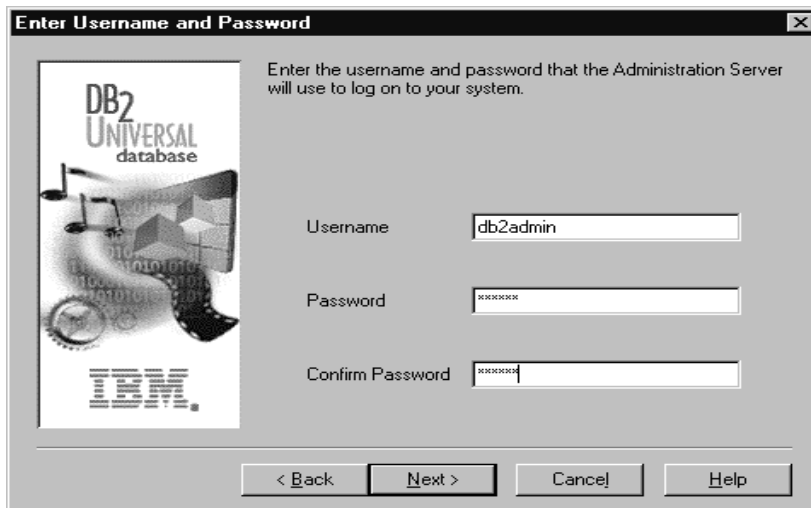 Enter Username and Password
Enter the username and password that the Administration Server
will use to log on to your system.
DB2
UNIVERSAL
database
IBM.
Username
db2admin
Password
******
Confirm Password
******
< Back
Next >
Cancel
Help